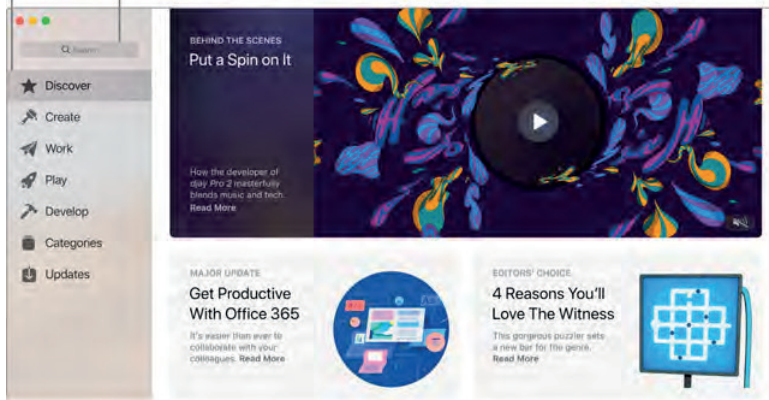 Search
Discover
Create
Work
Play
Develop
Categories
Updates
BEHIND THE SCENES
Put a Spin on It
How the developer of
djay Pro 2 masterfully
blends music and tech.
Read More
MAJOR UPDATE
Get Productive
With Office 365
It's easier than ever to
collaborate with your
colleagues. Read More
EDITORS' CHOICE
4 Reasons You'll
Love The Witness
This gorgeous puzzler sets
a new bar for the genre.
Read More